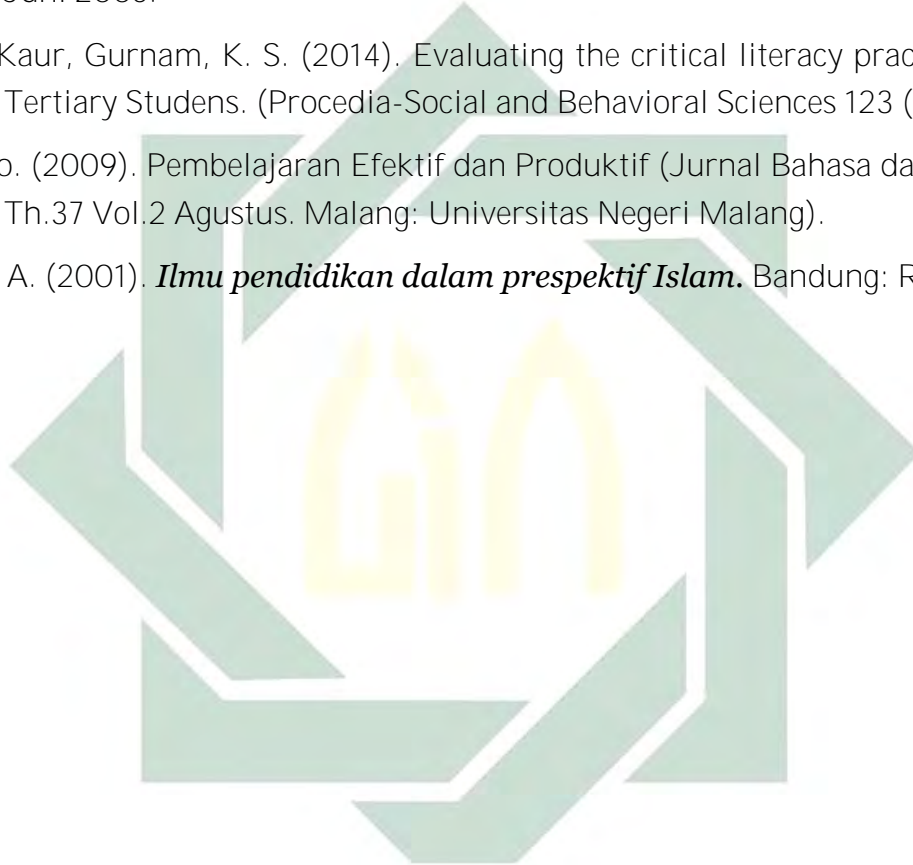 Kaur, Gurnam, K. S. (2014). Evaluating the critical literacy
Tertiary Studens. (Procedia-Social and Behavioral Sciences 123 (
(2009). Pembelajaran Efektif dan Produktif (Jurnal Bahasa
Th.37 Vol.2 Agustus. Malang: Universitas Negeri Malang).
A. (2001). Ilmu pendidikan dalam prespektif Islam. Bandung: